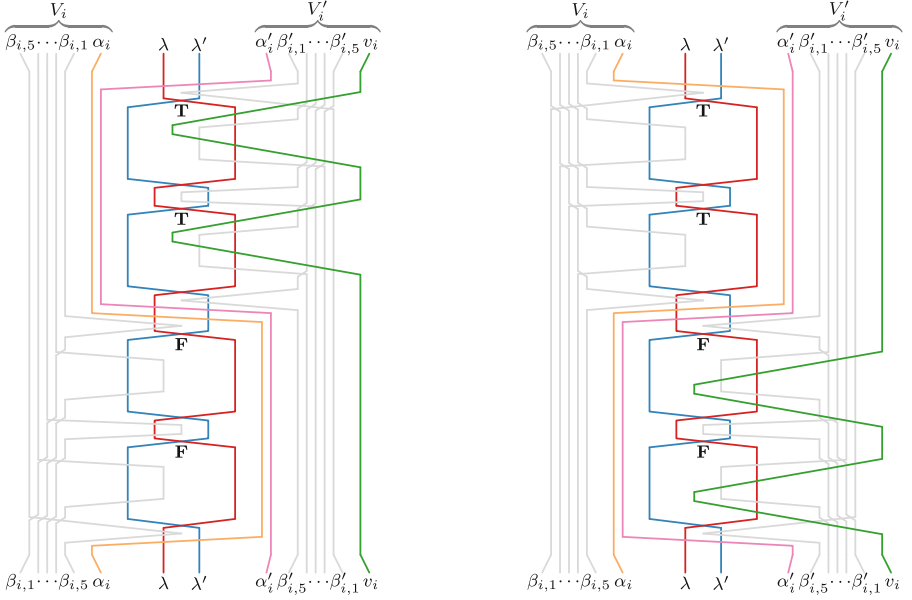 V_i V′_i V_i V′_i
β_{i,5} ··· β_{i,1} α_i λ λ′ α′_i β′_{i,1} ··· β′_{i,5} v_i β_{i,5} ··· β_{i,1} α_i λ λ′ α′_i β′_{i,1} ··· β′_{i,5} v_i
T T
T T
F F
F F
β_{i,1} ··· β_{i,5} α_i λ λ′ α′_i β′_{i,5} ··· β′_{i,1} v_i β_{i,1} ··· β_{i,5} α_i λ λ′ α′_i β′_{i,5} ··· β′_{i,1} v_i